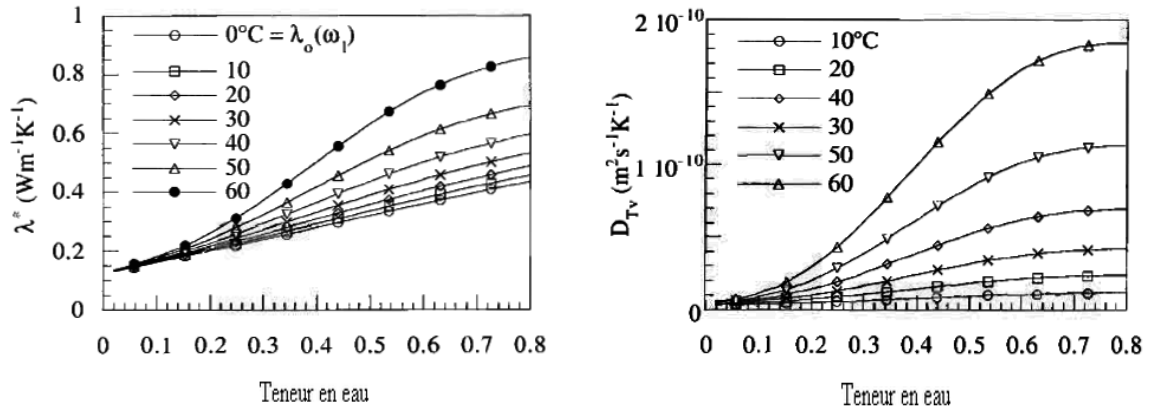 1
0.8
0.6
0.4
0.2
0
λ* (Wm⁻¹K⁻¹)
0°C = λₒ(ωₗ)
10
20
30
40
50
60
0 0.1 0.2 0.3 0.4 0.5 0.6 0.7 0.8
Teneur en eau
2 10⁻¹⁰
1 10⁻¹⁰
0
D_Tv (m²s⁻¹K⁻¹)
10°C
20
40
30
50
60
0 0.1 0.2 0.3 0.4 0.5 0.6 0.7 0.8
Teneur en eau